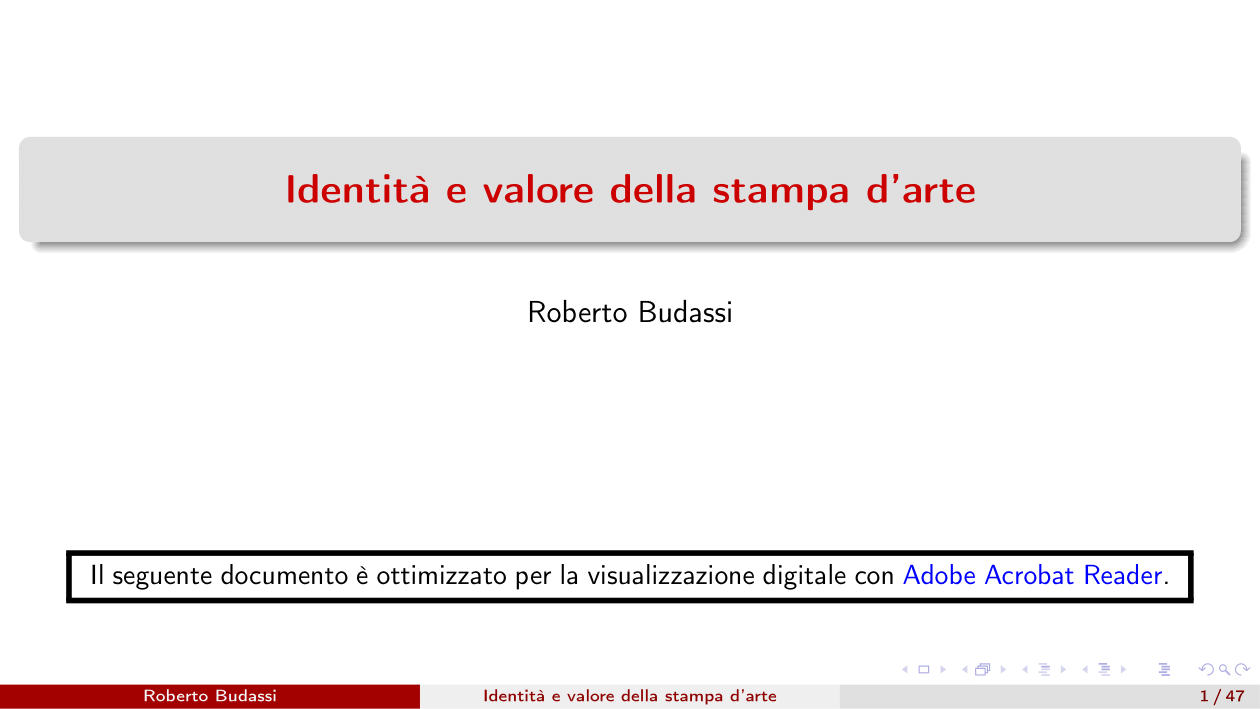 Identità e valore della stampa d'arte
Roberto Budassi
Il seguente documento è ottimizzato per la visualizzazione digitale con Adobe Acrobat Reader.
Roberto Budassi
Identità e valore della stampa d'arte
1 / 47